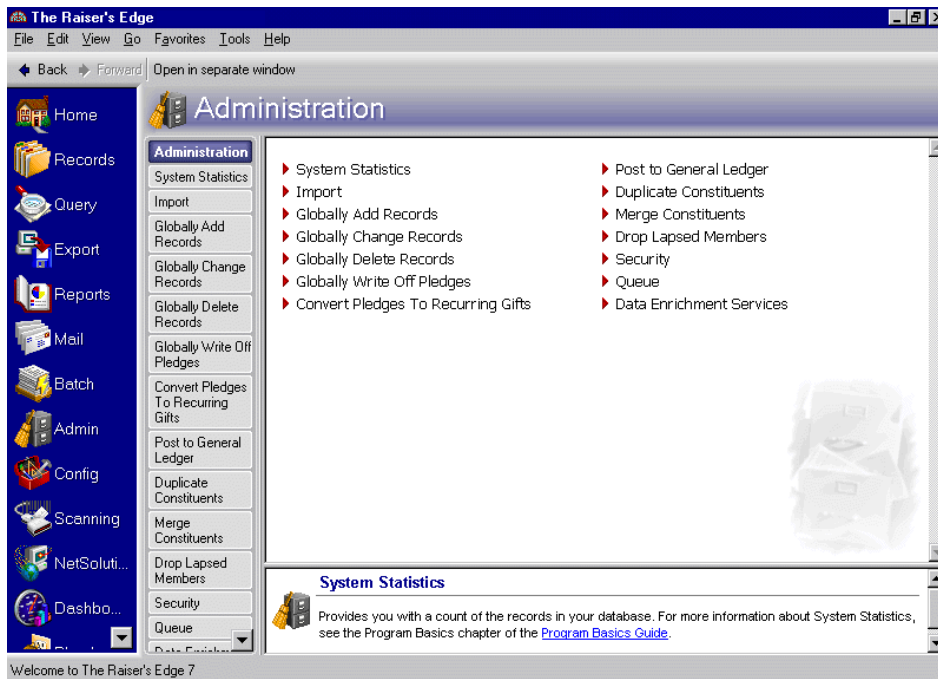 The Raiser's Edge
File Edit View Go Favorites Tools Help
Back Forward Open in separate window
Home
Records
Query
Export
Reports
Mail
Batch
Admin
Config
Scanning
NetSoluti...
Dashbo...
Administration
Administration
System Statistics
Import
Globally Add
Records
Globally Change
Records
Globally Delete
Records
Globally Write Off
Pledges
Convert Pledges
To Recurring
Gifts
Post to General
Ledger
Duplicate
Constituents
Merge
Constituents
Drop Lapsed
Members
Security
Queue
System Statistics
Import
Globally Add Records
Globally Change Records
Globally Delete Records
Globally Write Off Pledges
Convert Pledges To Recurring Gifts
Post to General Ledger
Duplicate Constituents
Merge Constituents
Drop Lapsed Members
Security
Queue
Data Enrichment Services
System Statistics
Provides you with a count of the records in your database. For more information about System Statistics,
see the Program Basics chapter of the Program Basics Guide.
Welcome to The Raiser's Edge 7